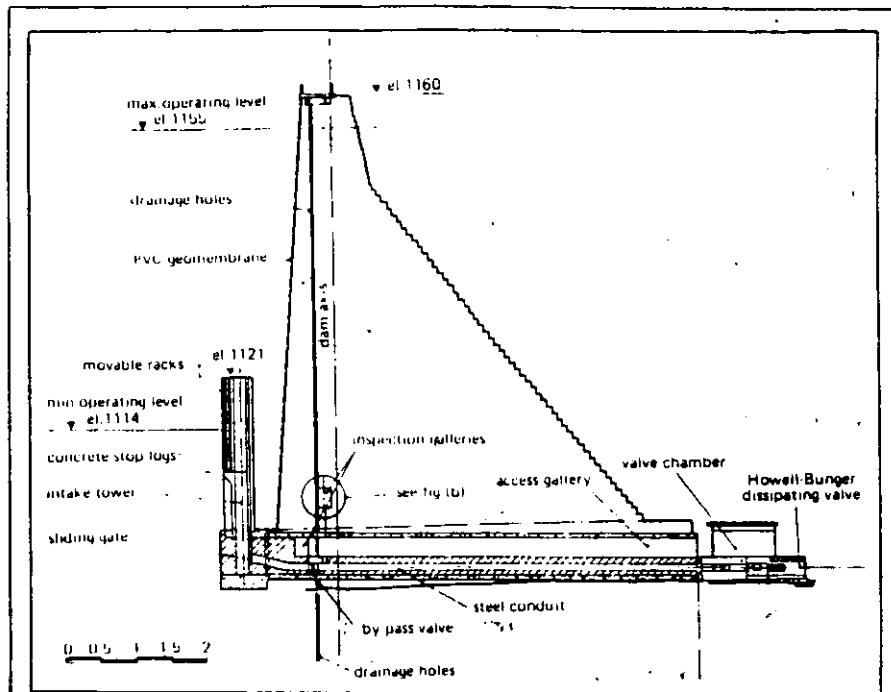 el 1160
max. operating level
el 1155
drainage holes
PVC geomembrane
dam axis
el 1121
movable racks
min operating level
el. 1114
concrete stop logs
intake tower
sliding gate
inspection galleries
see fig (b)
access gallery
valve chamber
Howell-Bunger
dissipating valve
steel conduit
by pass valve
drainage holes
0 0.5 1 1.5 2